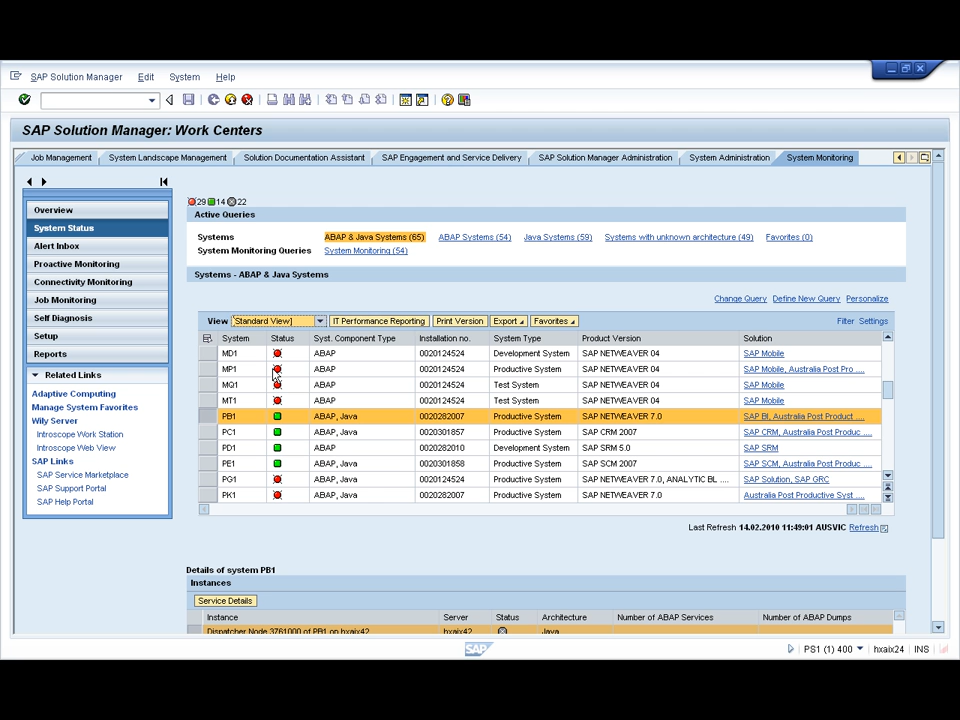 SAP Solution Manager Edit System Help
SAP Solution Manager: Work Centers
Job Management System Landscape Management Solution Documentation Assistant SAP Engagement and Service Delivery SAP Solution Manager Administration System Administration System Monitoring
Overview
System Status
Alert Inbox
Proactive Monitoring
Connectivity Monitoring
Job Monitoring
Self Diagnosis
Setup
Reports
Related Links
Adaptive Computing
Manage System Favorites
Wily Server
Introscope Work Station
Introscope Web View
SAP Links
SAP Service Marketplace
SAP Support Portal
SAP Help Portal
29 14 22
Active Queries
Systems ABAP & Java Systems (65) ABAP Systems (54) Java Systems (59) Systems with unknown architecture (49) Favorites (0)
System Monitoring Queries System Monitoring (54)
Systems - ABAP & Java Systems
Change Query Define New Query Personalize
View [Standard View] IT Performance Reporting Print Version Export Favorites Filter Settings
System Status Syst. Component Type Installation no. System Type Product Version Solution
MD1 ABAP 0020124524 Development System SAP NETWEAVER 04 SAP Mobile
MP1 ABAP 0020124524 Productive System SAP NETWEAVER 04 SAP Mobile, Australia Post Pro ....
MQ1 ABAP 0020124524 Test System SAP NETWEAVER 04 SAP Mobile
MT1 ABAP 0020124524 Test System SAP NETWEAVER 04 SAP Mobile
PB1 ABAP, Java 0020282007 Productive System SAP NETWEAVER 7.0 SAP BI, Australia Post Product ....
PC1 ABAP, Java 0020301857 Productive System SAP CRM 2007 SAP CRM, Australia Post Produc ....
PD1 ABAP 0020282010 Development System SAP SRM 5.0 SAP SRM
PE1 ABAP, Java 0020301858 Productive System SAP SCM 2007 SAP SCM, Australia Post Produc ....
PG1 ABAP, Java 0020124524 Productive System SAP NETWEAVER 7.0, ANALYTIC BL .... SAP Solution, SAP GRC
PK1 ABAP, Java 0020282007 Productive System SAP NETWEAVER 7.0 Australia Post Productive Syst ....
Last Refresh 14.02.2010 11:49:01 AUSVIC Refresh
Details of system PB1
Instances
Service Details
Instance Server Status Architecture Number of ABAP Services Number of ABAP Dumps
Dispatcher Node 3761000 of PB1 on hxaix42 hxaix42 Java
SAP PS1 (1) 400 hxaix24 INS